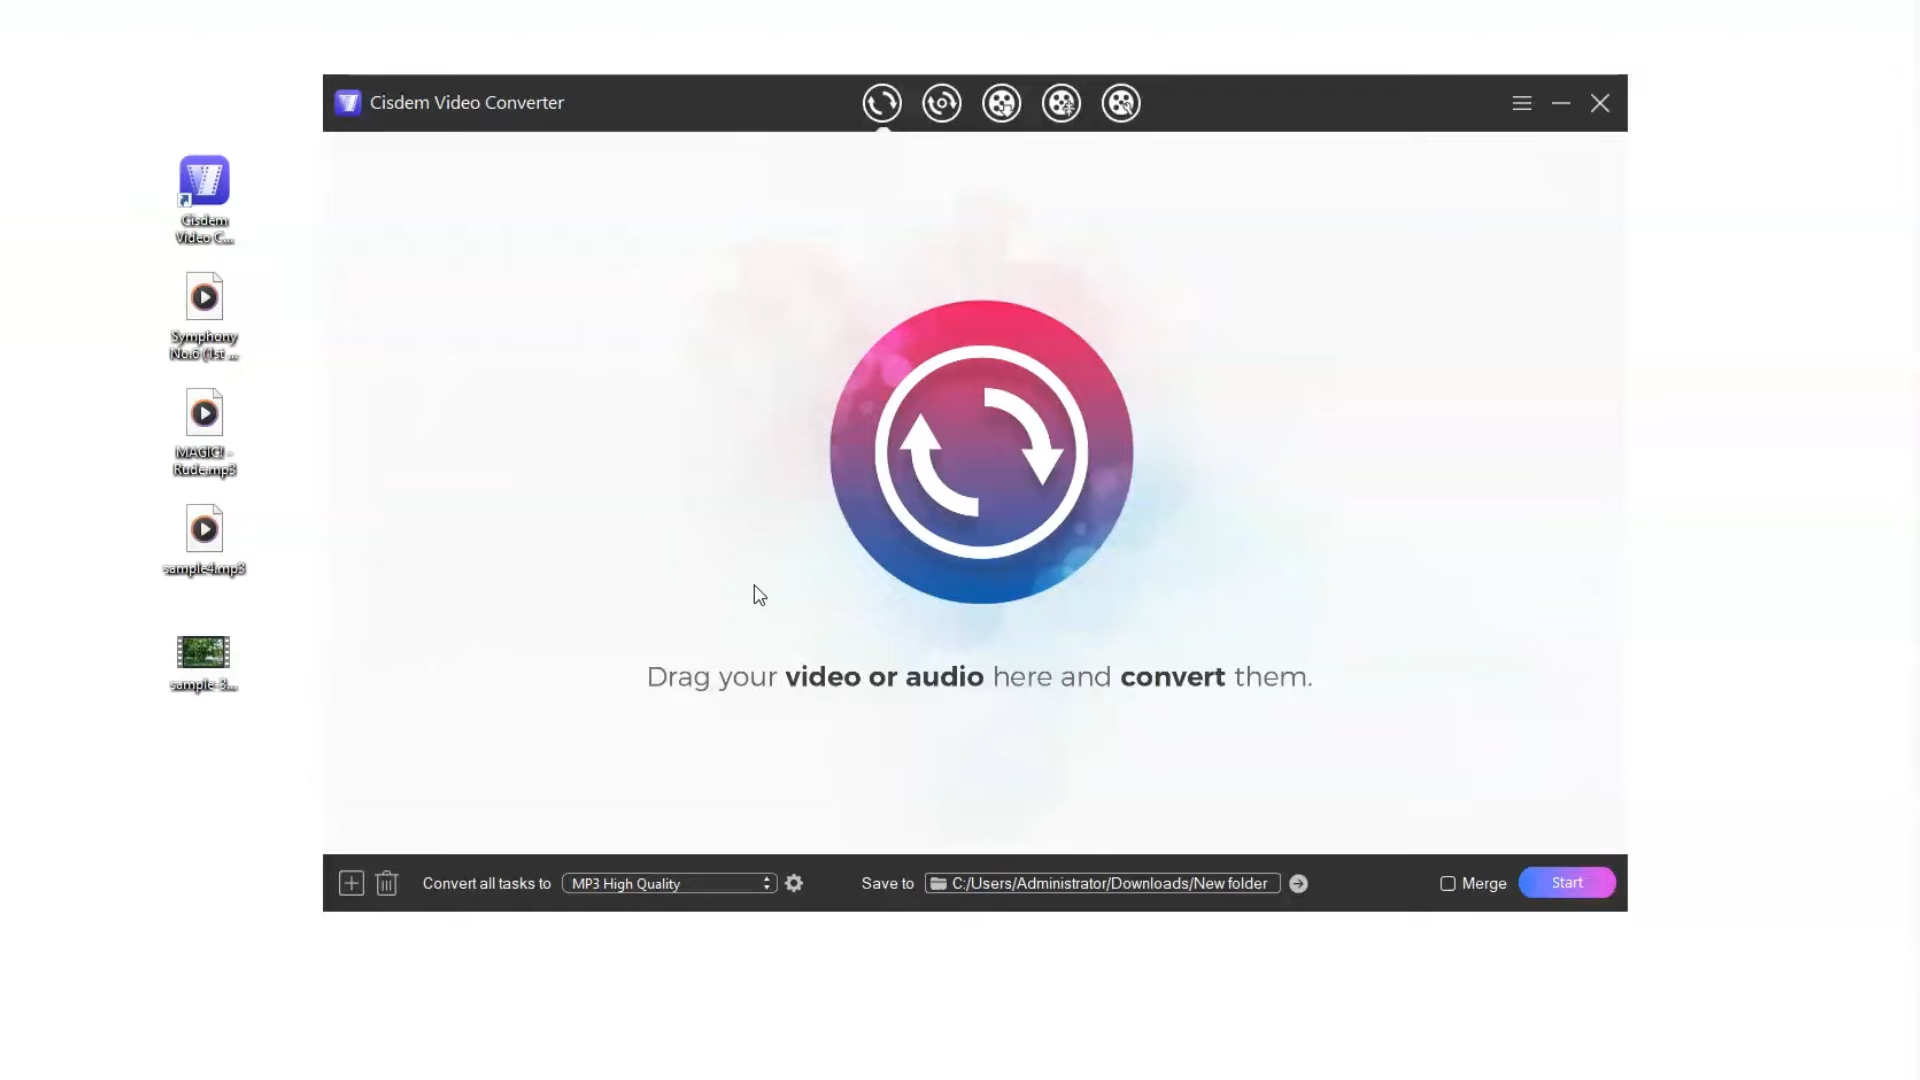 Cisdem Video Converter
Cisdem
Video C...
Symphony
No.6 (1st ...
MAGIC! -
Rude.mp3
sample4.mp3
sample-3...
Drag your video or audio here and convert them.
Convert all tasks to
MP3 High Quality
Save to
C:/Users/Administrator/Downloads/New folder
Merge
Start